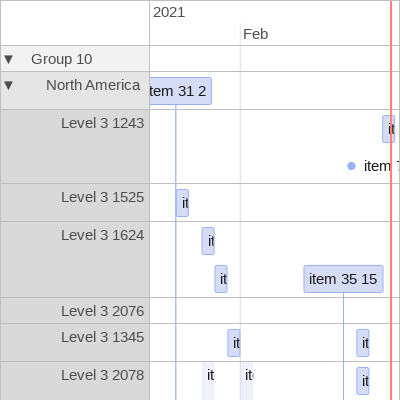 2021
Feb
▼ Group 10
▼ North America
tem 31 2
Level 3 1243
it
item 7
Level 3 1525
it
Level 3 1624
it
it
item 35 15
Level 3 2076
Level 3 1345
it
it
Level 3 2078
it
it
it